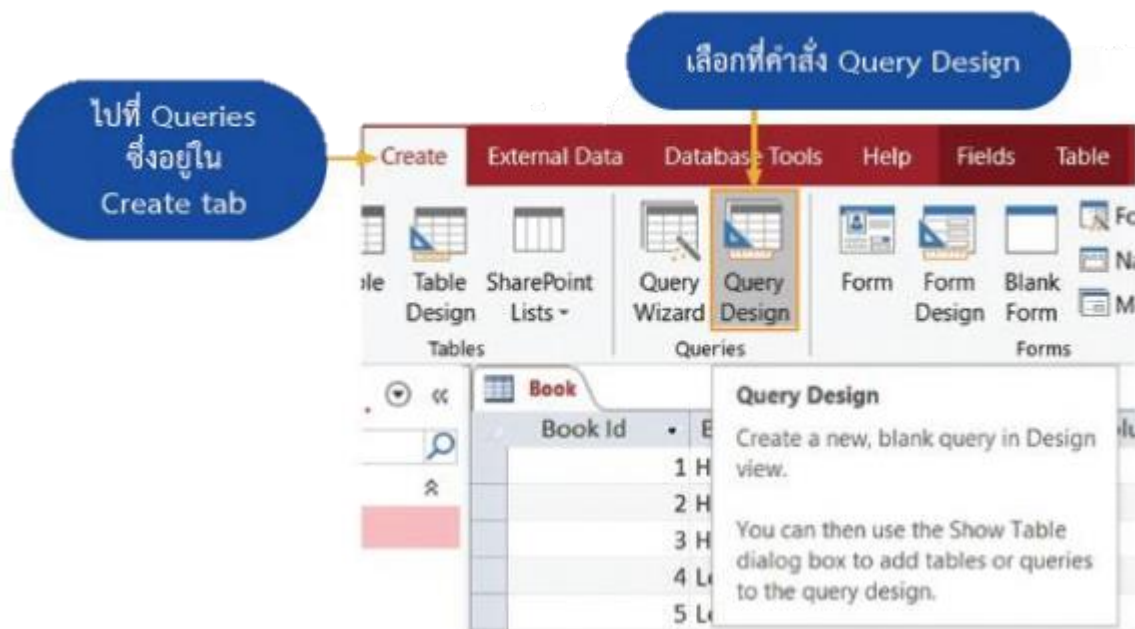 เลือกที่คำสั่ง Query Design
ไปที่ Queries
ซึ่งอยู่ใน
Create tab
Create External Data Database Tools Help Fields Table
Table Design
SharePoint Lists
Query Wizard
Query Design
Form
Form Design
Blank Form
Tables
Queries
Forms
Book
Book Id
1 H
2 H
3 H
4 Le
5 Le
Query Design
Create a new, blank query in Design
view.
You can then use the Show Table
dialog box to add tables or queries
to the query design.